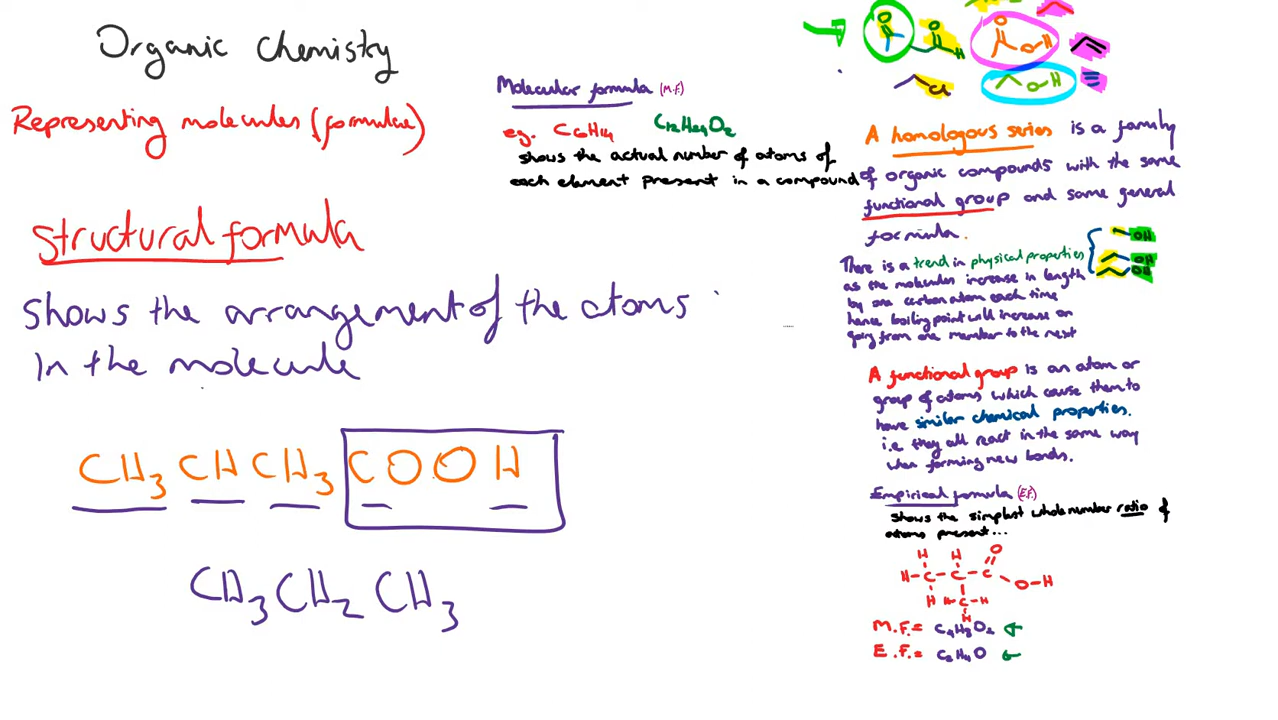 Organic Chemistry
Representing molecules (formulae)
Structural formula
Shows the arrangement of the atoms
in the molecule
CH3 CH CH3 COOH
CH3 CH2 CH3
Molecular formula (M.F.)
eg. C6H14 C12H24O2
shows the actual number of atoms of
each element present in a compound
O O O
H O-H
Cl O-H
A homologous series is a family
of organic compounds with the same
functional group and same general
formula.
OH
OH
OH
There is a trend in physical properties
as the molecules increase in length
by one carbon atom each time
hence boiling point will increase on
going from one member to the next
A functional group is an atom or
group of atoms which cause them to
have similar chemical properties.
i.e they all react in the same way
when forming new bonds.
Empirical formula (E.F.)
shows the simplest whole number ratio of
atoms present...
H H O
H-C-C-C
O-H
H H-C-H
H
M.F. = C4H8O2
E.F. = C2H4O